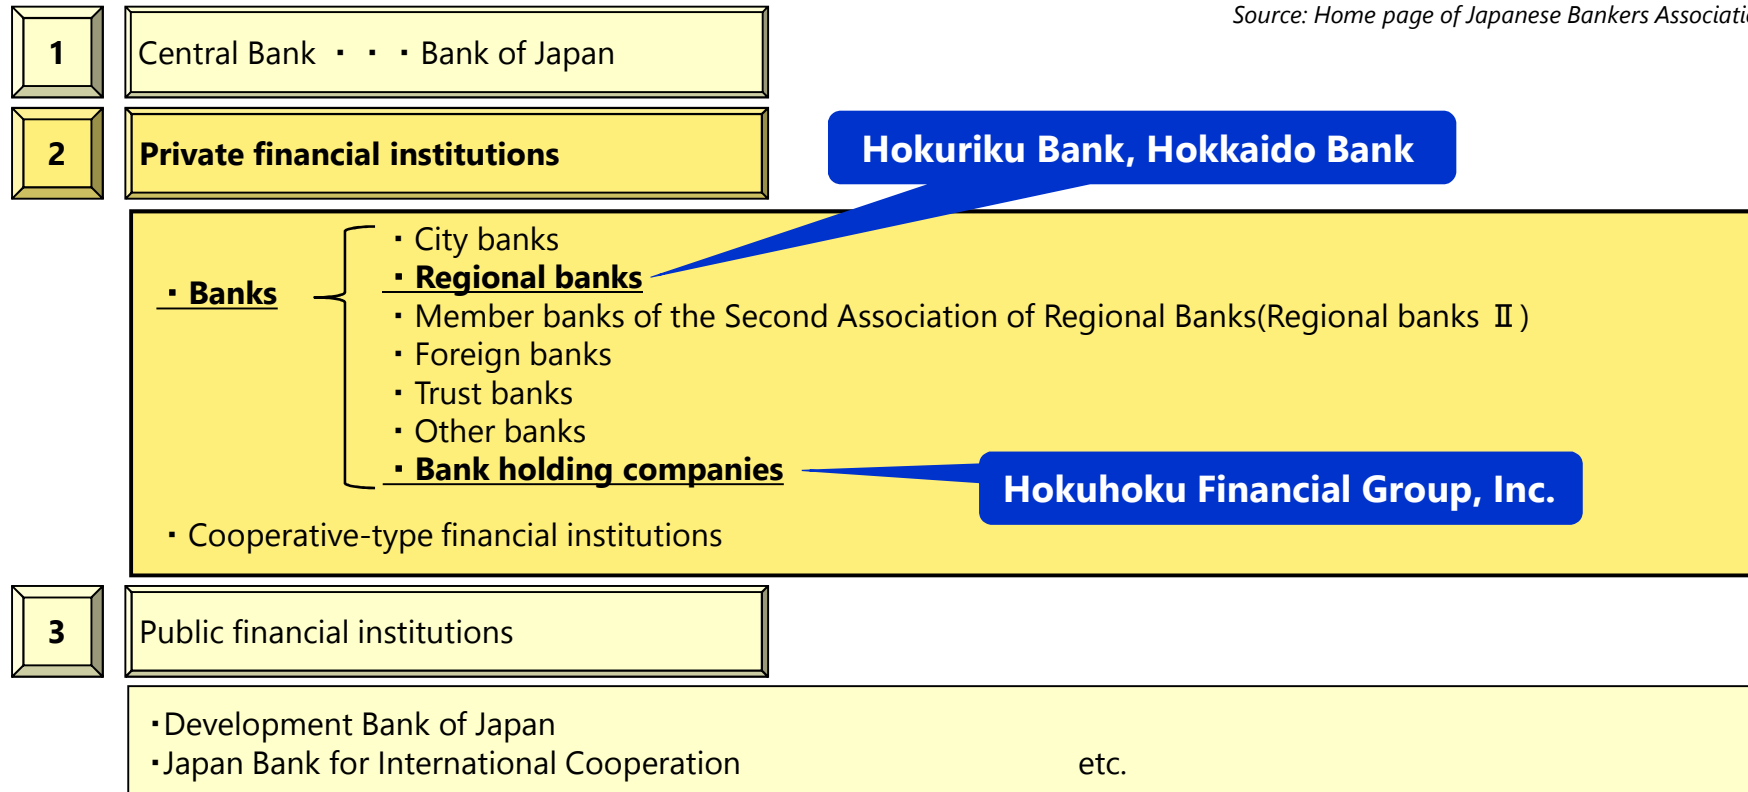 Source: Home page of Japanese Bankers Associati
1
Central Bank ・ ・ ・ Bank of Japan
2
Private financial institutions
Hokuriku Bank, Hokkaido Bank
・Banks
・City banks
・Regional banks
・Member banks of the Second Association of Regional Banks(Regional banks Ⅱ)
・Foreign banks
・Trust banks
・Other banks
・Bank holding companies
Hokuhoku Financial Group, Inc.
・Cooperative-type financial institutions
3
Public financial institutions
・Development Bank of Japan
・Japan Bank for International Cooperation etc.